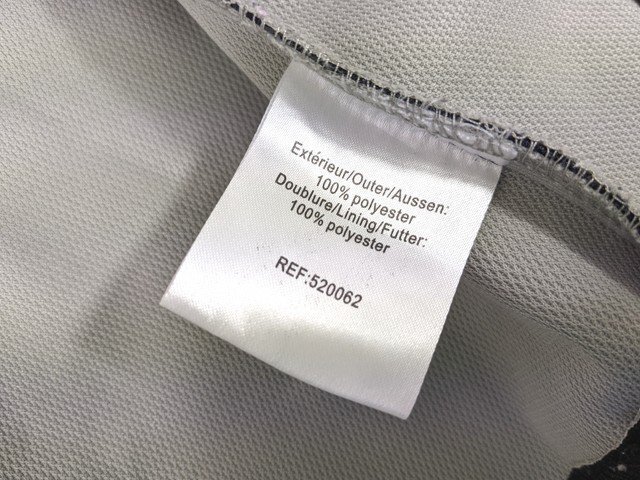 Extérieur/Outer/Aussen:
100% polyester
Doublure/Lining/Futter:
100% polyester
REF:520062